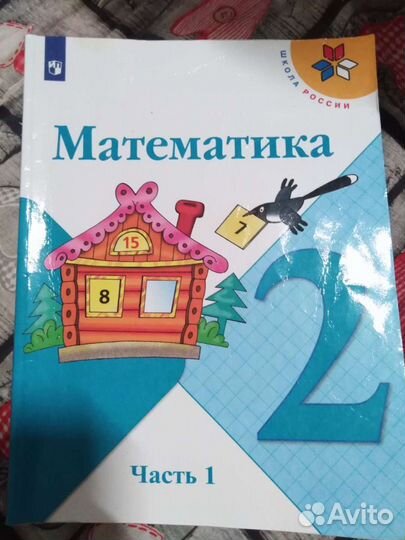 ШКОЛА РОССИИ
Математика
15
7
8
2
Часть 1
Avito